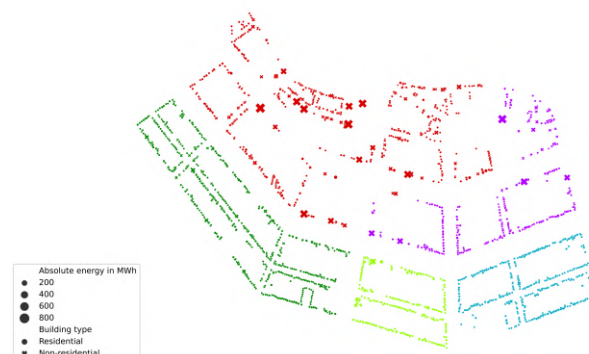 Absolute energy in MWh
200
400
600
800
Building type
Residential
Non-residential